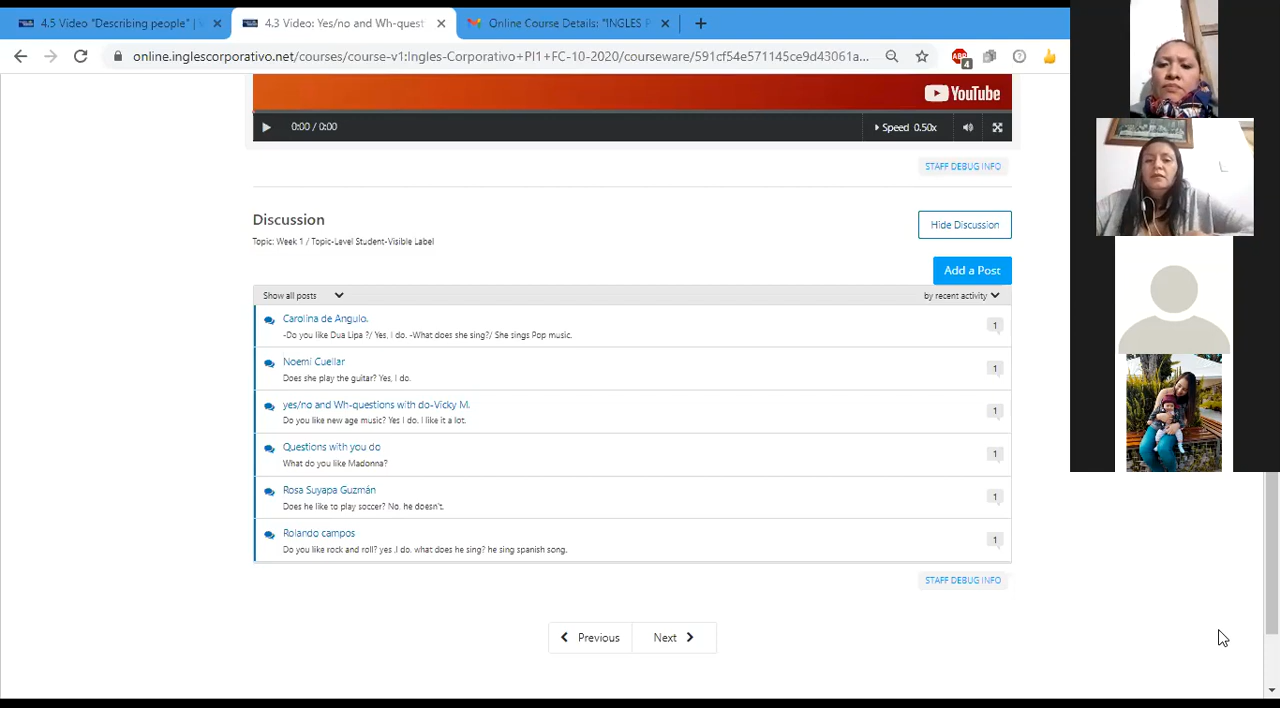 4.5 Video "Describing people" |
4.3 Video: Yes/no and Wh-quest
Online Course Details: "INGLES P
online.inglescorporativo.net/courses/course-v1:Ingles-Corporativo+PI1+FC-10-2020/courseware/591cf54e571145ce9d43061a...
ABP
4
YouTube
0:00 / 0:00
Speed 0.50x
STAFF DEBUG INFO
Discussion
Hide Discussion
Topic: Week 1 / Topic-Level Student-Visible Label
Add a Post
Show all posts
by recent activity
Carolina de Angulo.
-Do you like Dua Lipa ?/ Yes, I do. -What does she sing?/ She sings Pop music.
1
Noemí Cuellar
Does she play the guitar? Yes, I do.
1
yes/no and Wh-questions with do-Vicky M.
Do you like new age music? Yes I do. I like it a lot.
1
Questions with you do
What do you like Madonna?
1
Rosa Suyapa Guzmán
Does he like to play soccer? No, he doesn't.
1
Rolando campos
Do you like rock and roll? yes ,I do. what does he sing? he sing spanish song.
1
STAFF DEBUG INFO
Previous
Next